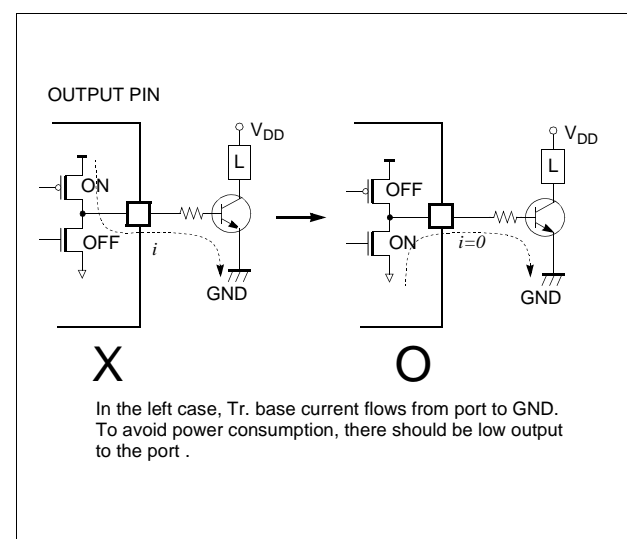 OUTPUT PIN
VDD
L
ON
OFF
i
GND
X
VDD
L
OFF
ON
i=0
GND
O
In the left case, Tr. base current flows from port to GND.
To avoid power consumption, there should be low output
to the port .